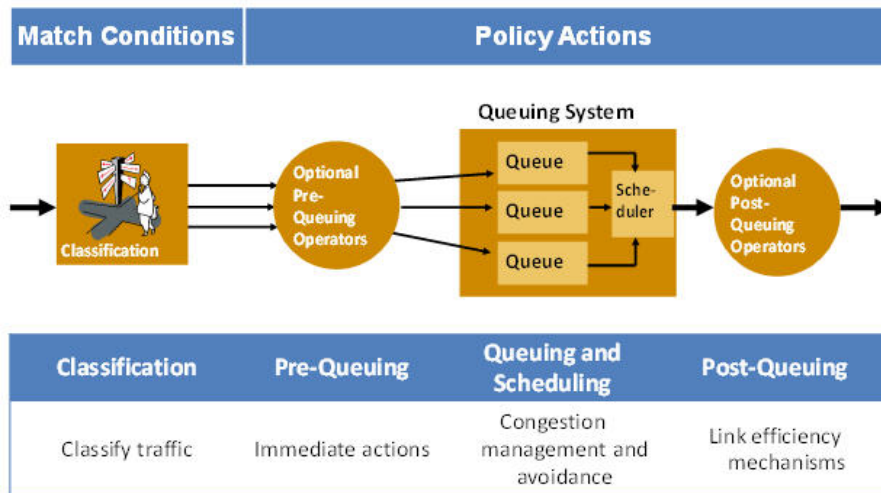 Match Conditions
Policy Actions
Queuing System
Classification
Optional
Pre-
Queuing
Operators
Queue
Queue
Queue
Sche-
duler
Optional
Post-
Queuing
Operators
Classification
Pre-Queuing
Queuing and
Scheduling
Post-Queuing
Classify traffic
Immediate actions
Congestion
management and
avoidance
Link efficiency
mechanisms